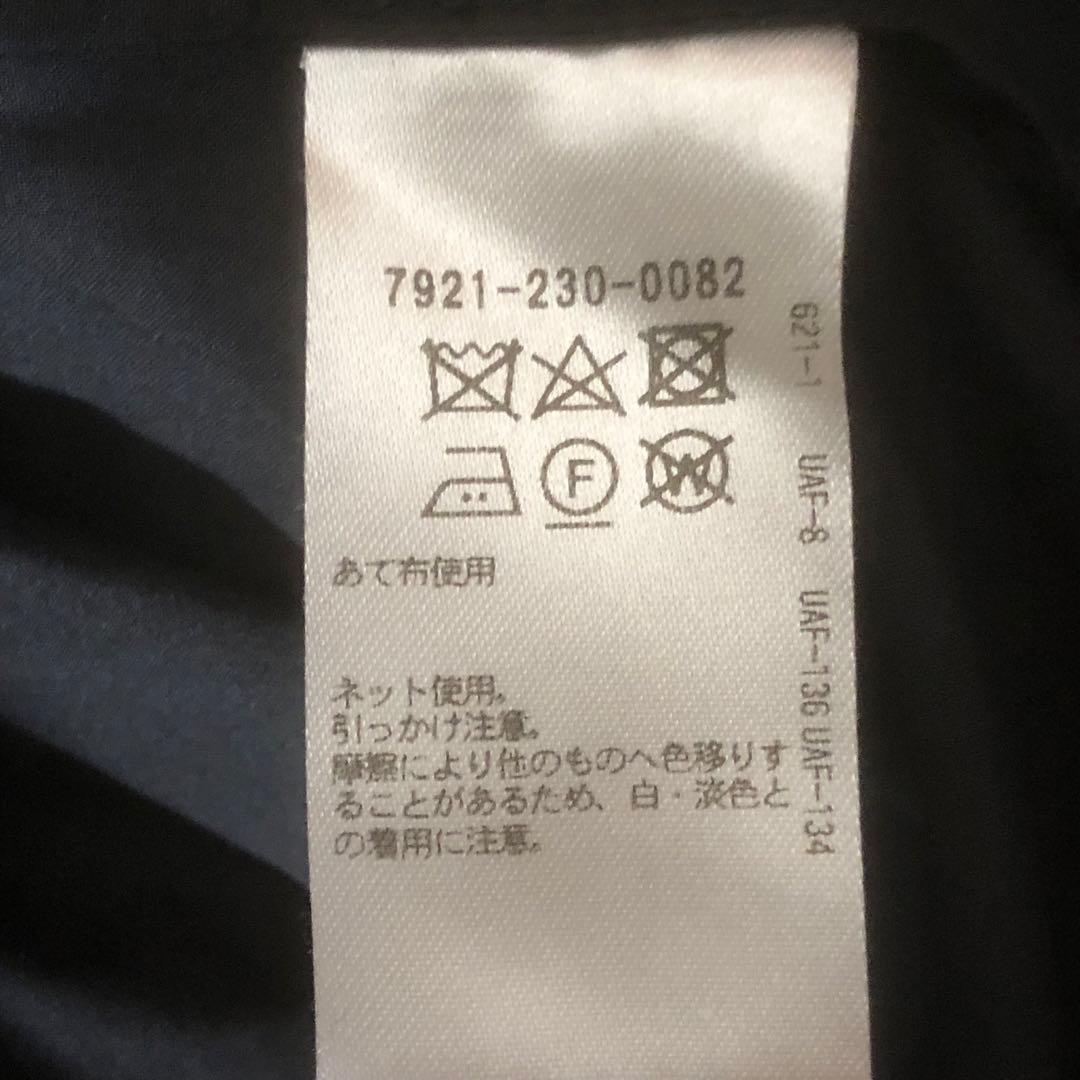 7921-230-0082
F
W
あて布使用
ネット使用。
引っかけ注意。
摩擦により他のものへ色移りす
ることがあるため、白・淡色と
の着用に注意。
621-1 UAF-8 UAF-136 UAF-134